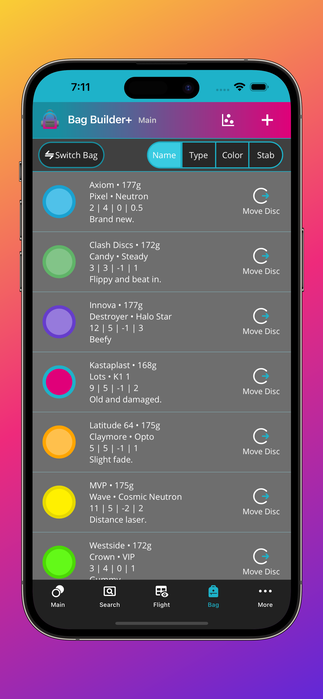 7:11
Bag Builder+ Main
Switch Bag
Name Type Color Stab
Axiom • 177g
Pixel • Neutron
2 | 4 | 0 | 0.5
Brand new.
Move Disc
Clash Discs • 172g
Candy • Steady
3 | 3 | -1 | 1
Flippy and beat in.
Move Disc
Innova • 177g
Destroyer • Halo Star
12 | 5 | -1 | 3
Beefy
Move Disc
Kastaplast • 168g
Lots • K1 1
9 | 5 | -1 | 2
Old and damaged.
Move Disc
Latitude 64 • 175g
Claymore • Opto
5 | 5 | -1 | 1
Slight fade.
Move Disc
MVP • 175g
Wave • Cosmic Neutron
11 | 5 | -2 | 2
Distance laser.
Move Disc
Westside • 172g
Crown • VIP
3 | 4 | 0 | 1
Gummy
Move Disc
Main Search Flight Bag More